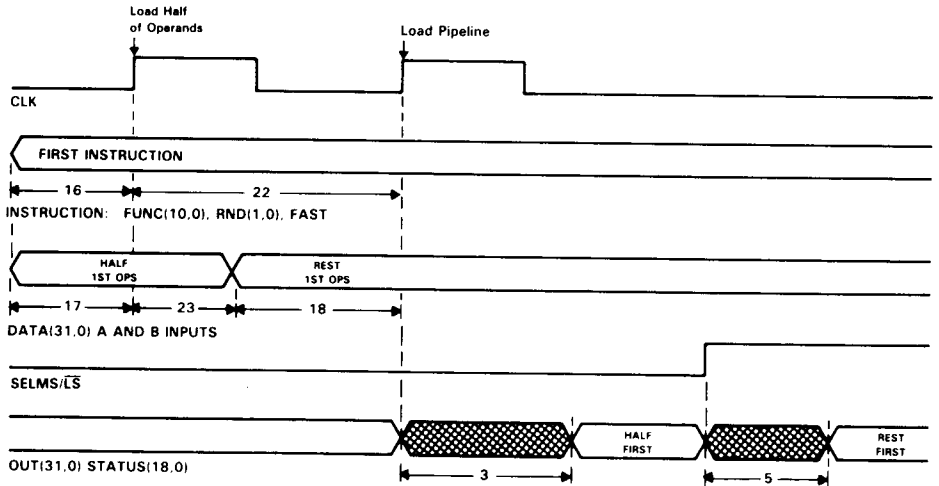 Load Half
of Operands
Load Pipeline
CLK
FIRST INSTRUCTION
16
22
INSTRUCTION: FUNC(10,0), RND(1,0), FAST
HALF
1ST OPS
REST
1ST OPS
17
23
18
DATA(31,0) A AND B INPUTS
SELMS/LS
HALF
FIRST
REST
FIRST
OUT(31,0) STATUS(18,0)
3
5